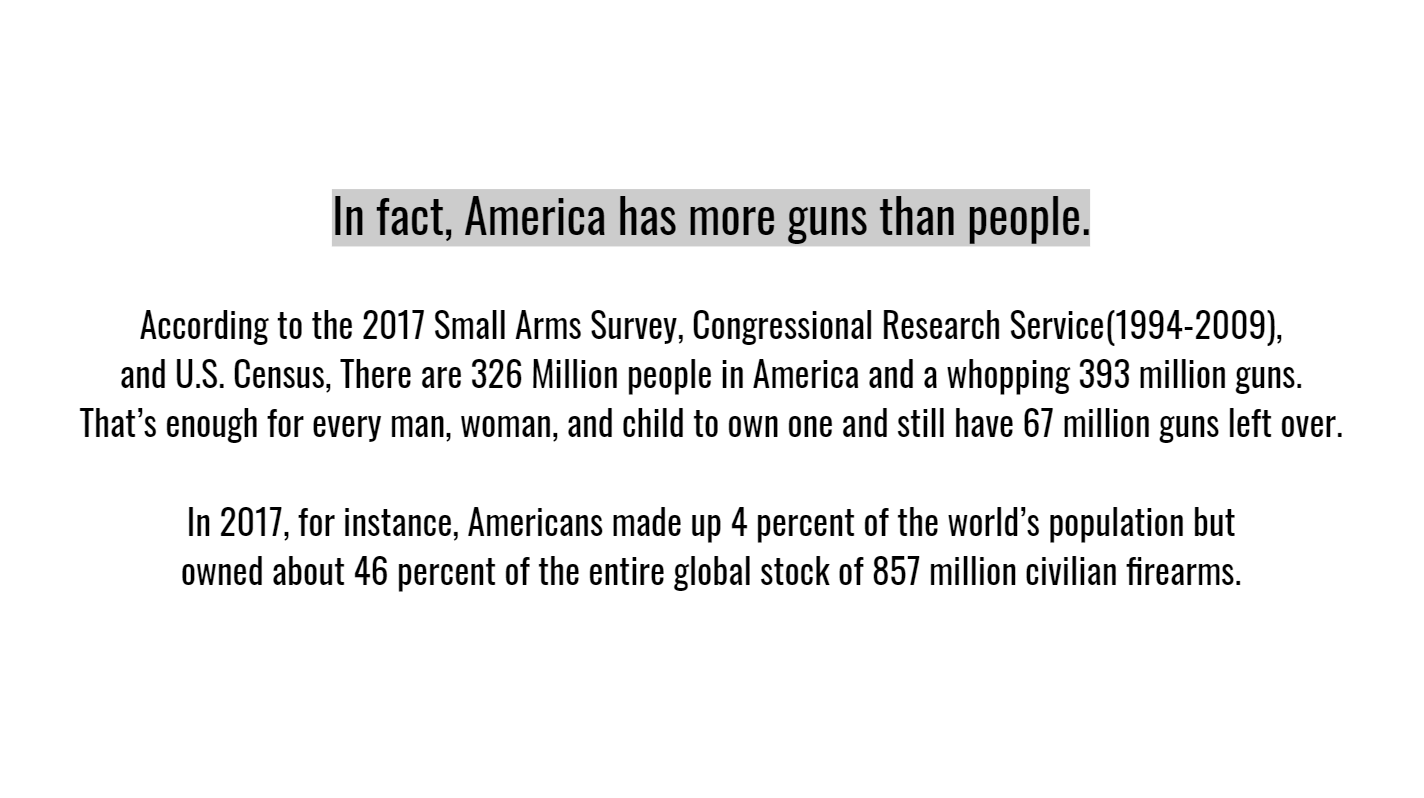 In fact, America has more guns than people.
According to the 2017 Small Arms Survey, Congressional Research Service(1994-2009),
and U.S. Census, There are 326 Million people in America and a whopping 393 million guns.
That’s enough for every man, woman, and child to own one and still have 67 million guns left over.
In 2017, for instance, Americans made up 4 percent of the world’s population but
owned about 46 percent of the entire global stock of 857 million civilian firearms.